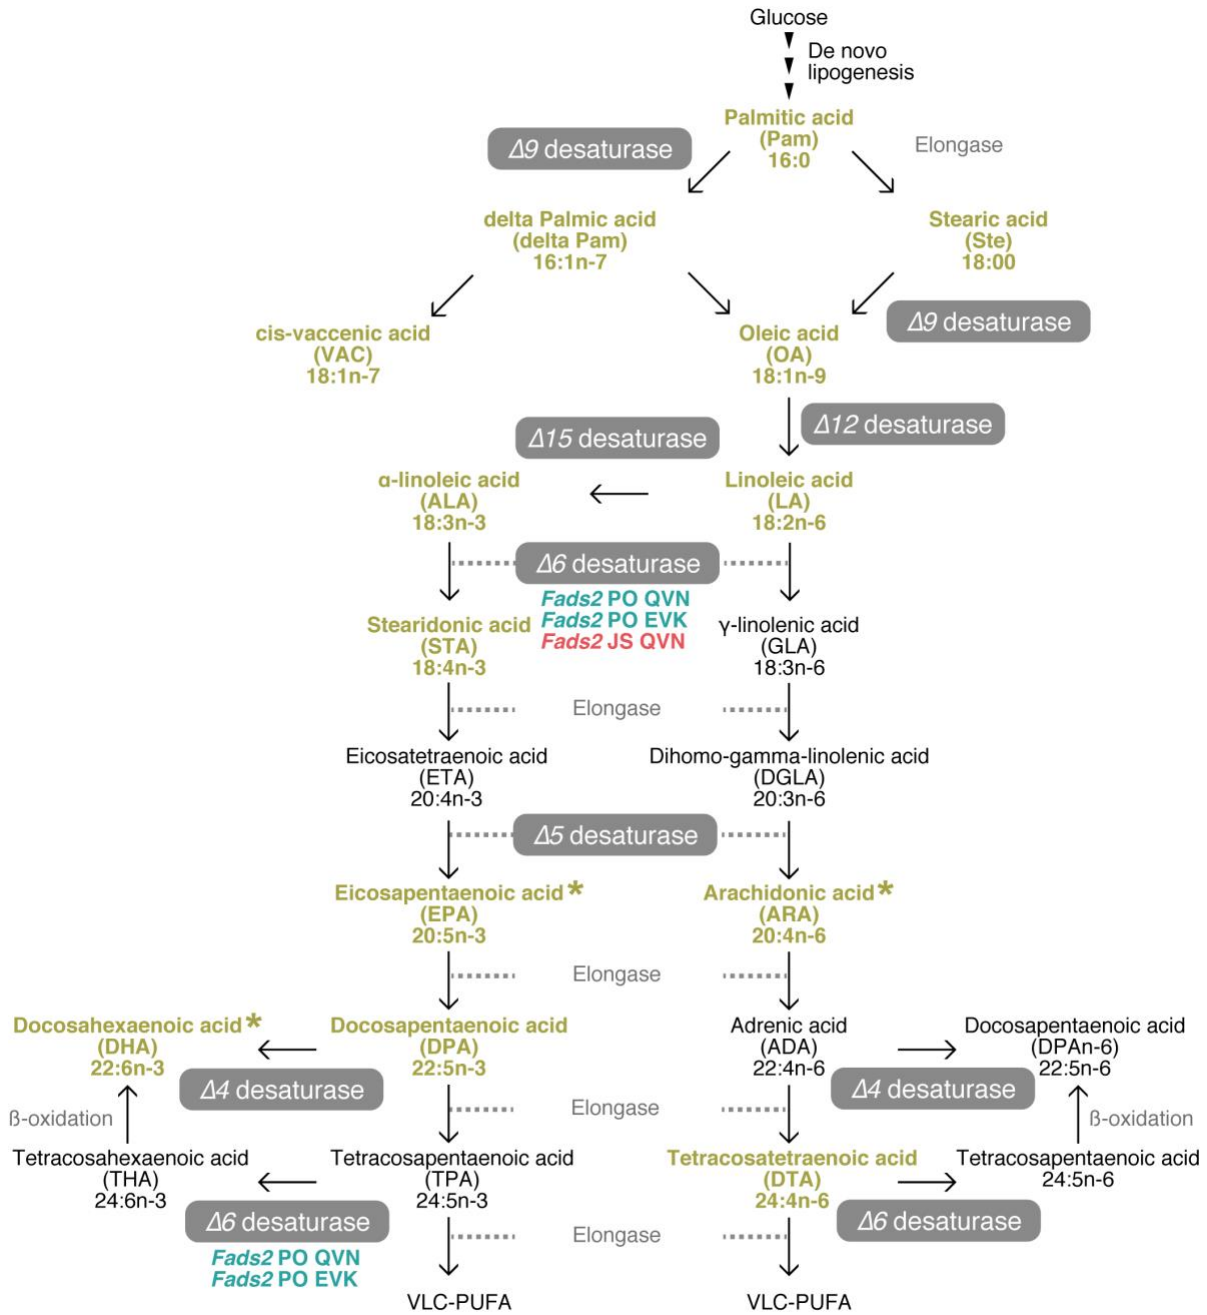 Glucose
De novo
lipogenesis
Palmitic acid
(Pam)
16:0
Δ9 desaturase
Elongase
delta Palmic acid
(delta Pam)
16:1n-7
Stearic acid
(Ste)
18:00
Δ9 desaturase
cis-vaccenic acid
(VAC)
18:1n-7
Oleic acid
(OA)
18:1n-9
Δ15 desaturase
Δ12 desaturase
α-linoleic acid
(ALA)
18:3n-3
Linoleic acid
(LA)
18:2n-6
Δ6 desaturase
Fads2 PO QVN
Fads2 PO EVK
Fads2 JS QVN
Stearidonic acid
(STA)
18:4n-3
γ-linolenic acid
(GLA)
18:3n-6
Elongase
Eicosatetraenoic acid
(ETA)
20:4n-3
Dihomo-gamma-linolenic acid
(DGLA)
20:3n-6
Δ5 desaturase
Eicosapentaenoic acid*
(EPA)
20:5n-3
Arachidonic acid*
(ARA)
20:4n-6
Elongase
Docosahexaenoic acid*
(DHA)
22:6n-3
Docosapentaenoic acid
(DPA)
22:5n-3
Adrenic acid
(ADA)
22:4n-6
Docosapentaenoic acid
(DPAn-6)
22:5n-6
Δ4 desaturase
Δ4 desaturase
ß-oxidation
Elongase
ß-oxidation
Tetracosahexaenoic acid
(THA)
24:6n-3
Tetracosapentaenoic acid
(TPA)
24:5n-3
Tetracosatetraenoic acid
(DTA)
24:4n-6
Tetracosapentaenoic acid
24:5n-6
Δ6 desaturase
Fads2 PO QVN
Fads2 PO EVK
Elongase
Δ6 desaturase
VLC-PUFA
VLC-PUFA